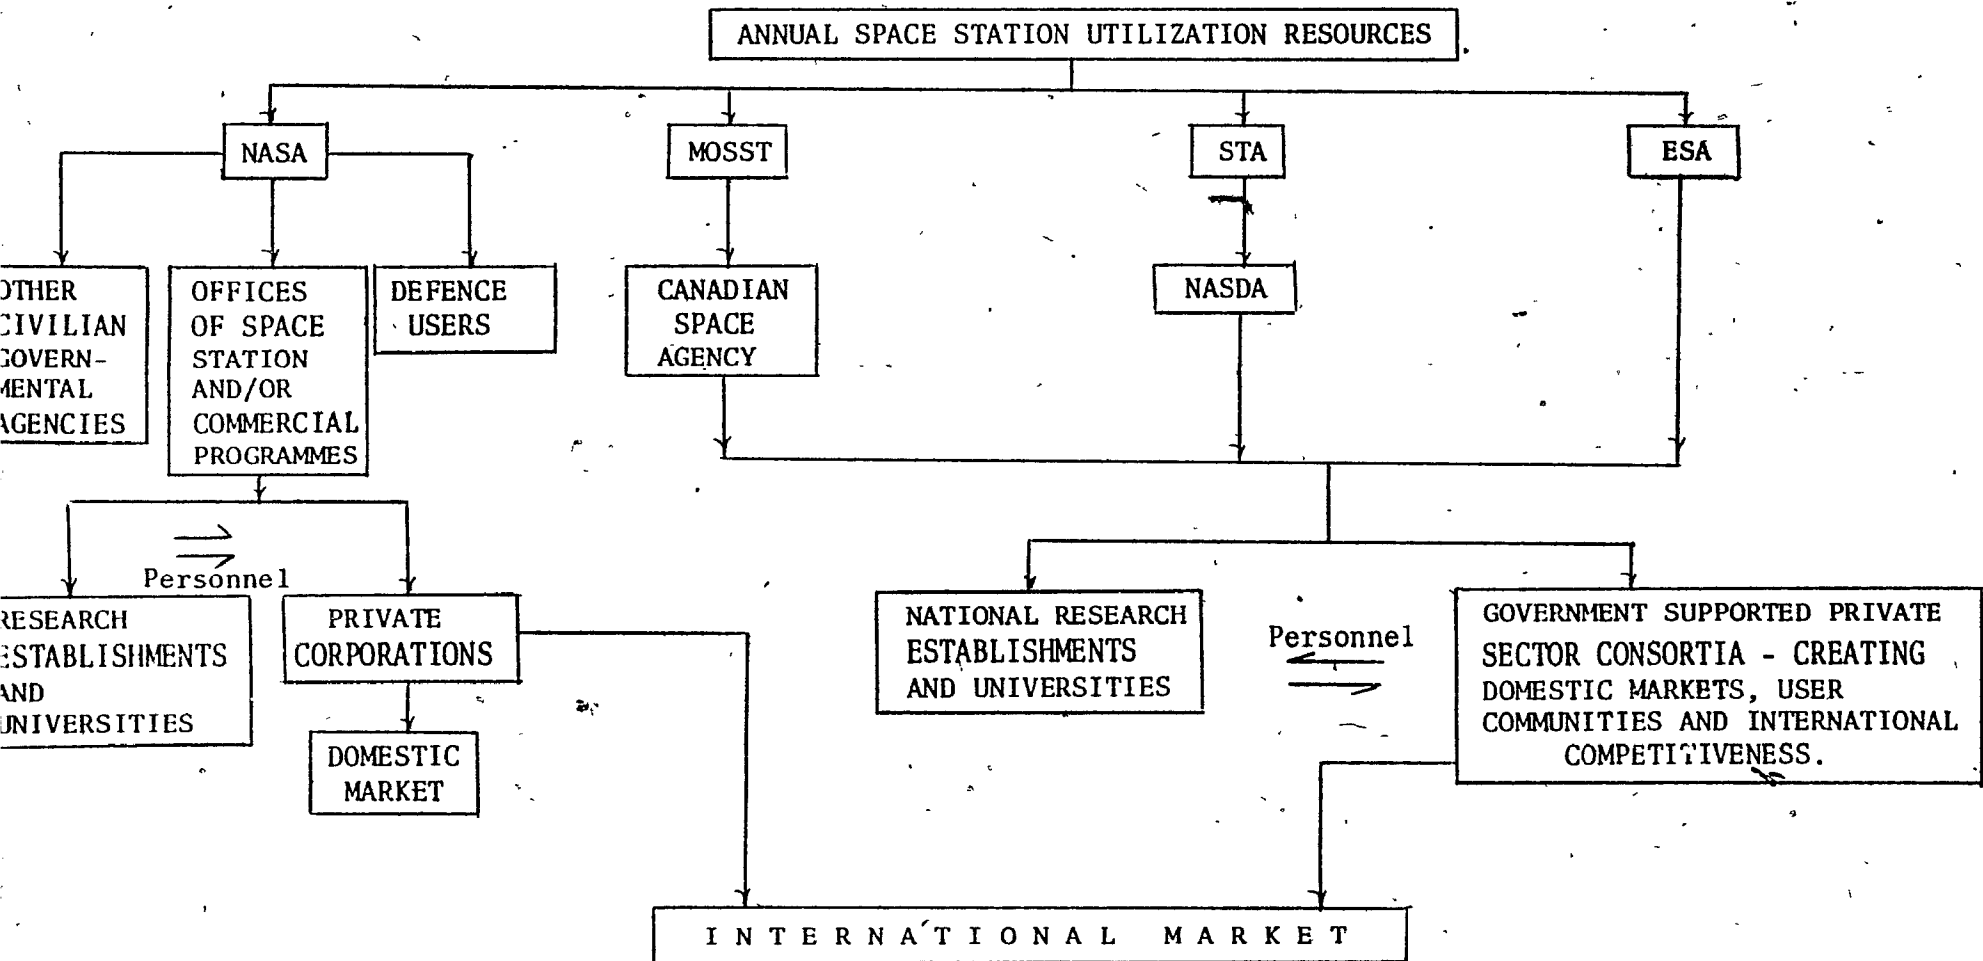 ANNUAL SPACE STATION UTILIZATION RESOURCES
NASA
MOSST
STA
ESA
OTHER
CIVILIAN
GOVERN-
MENTAL
AGENCIES
OFFICES
OF SPACE
STATION
AND/OR
COMMERCIAL
PROGRAMMES
DEFENCE
USERS
CANADIAN
SPACE
AGENCY
NASDA
Personnel
RESEARCH
ESTABLISHMENTS
AND
UNIVERSITIES
PRIVATE
CORPORATIONS
DOMESTIC
MARKET
NATIONAL RESEARCH
ESTABLISHMENTS
AND UNIVERSITIES
Personnel
GOVERNMENT SUPPORTED PRIVATE
SECTOR CONSORTIA - CREATING
DOMESTIC MARKETS, USER
COMMUNITIES AND INTERNATIONAL
COMPETITIVENESS.
INTERNATIONAL MARKET